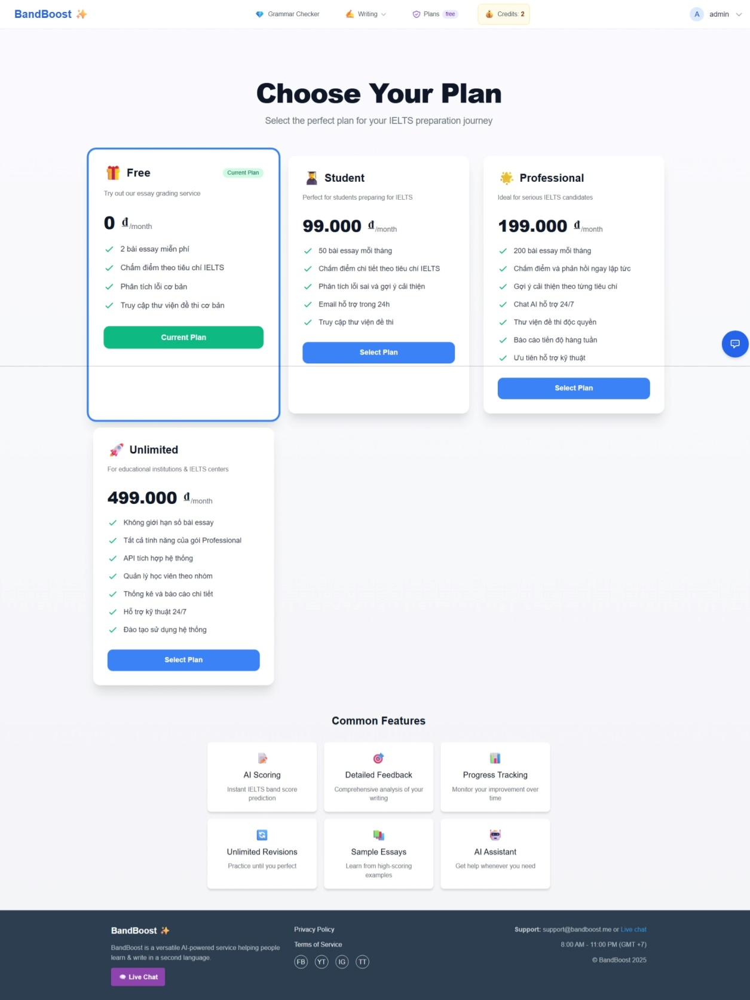 BandBoost ✨
Grammar Checker
Writing
Plans free
Credits: 2
A admin
Choose Your Plan
Select the perfect plan for your IELTS preparation journey
Free
Current Plan
Try out our essay grading service
0 ₫/month
2 bài essay miễn phí
Chấm điểm theo tiêu chí IELTS
Phân tích lỗi cơ bản
Truy cập thư viện đề thi cơ bản
Current Plan
Student
Perfect for students preparing for IELTS
99.000 ₫/month
50 bài essay mỗi tháng
Chấm điểm chi tiết theo tiêu chí IELTS
Phân tích lỗi sai và gợi ý cải thiện
Email hỗ trợ trong 24h
Truy cập thư viện đề thi
Select Plan
Professional
Ideal for serious IELTS candidates
199.000 ₫/month
200 bài essay mỗi tháng
Chấm điểm và phản hồi ngay lập tức
Gợi ý cải thiện theo từng tiêu chí
Chat AI hỗ trợ 24/7
Thư viện đề thi độc quyền
Báo cáo tiến độ hàng tuần
Ưu tiên hỗ trợ kỹ thuật
Select Plan
Unlimited
For educational institutions & IELTS centers
499.000 ₫/month
Không giới hạn số bài essay
Tất cả tính năng của gói Professional
API tích hợp hệ thống
Quản lý học viên theo nhóm
Thống kê và báo cáo chi tiết
Hỗ trợ kỹ thuật 24/7
Đào tạo sử dụng hệ thống
Select Plan
Common Features
AI Scoring
Instant IELTS band score
prediction
Detailed Feedback
Comprehensive analysis of your
writing
Progress Tracking
Monitor your improvement over
time
Unlimited Revisions
Practice until you perfect
Sample Essays
Learn from high-scoring
examples
AI Assistant
Get help whenever you need
BandBoost ✨
BandBoost is a versatile AI-powered service helping people
learn & write in a second language.
Live Chat
Privacy Policy
Terms of Service
FB YT IG TT
Support: support@bandboost.me or Live chat
8:00 AM - 11:00 PM (GMT +7)
© BandBoost 2025